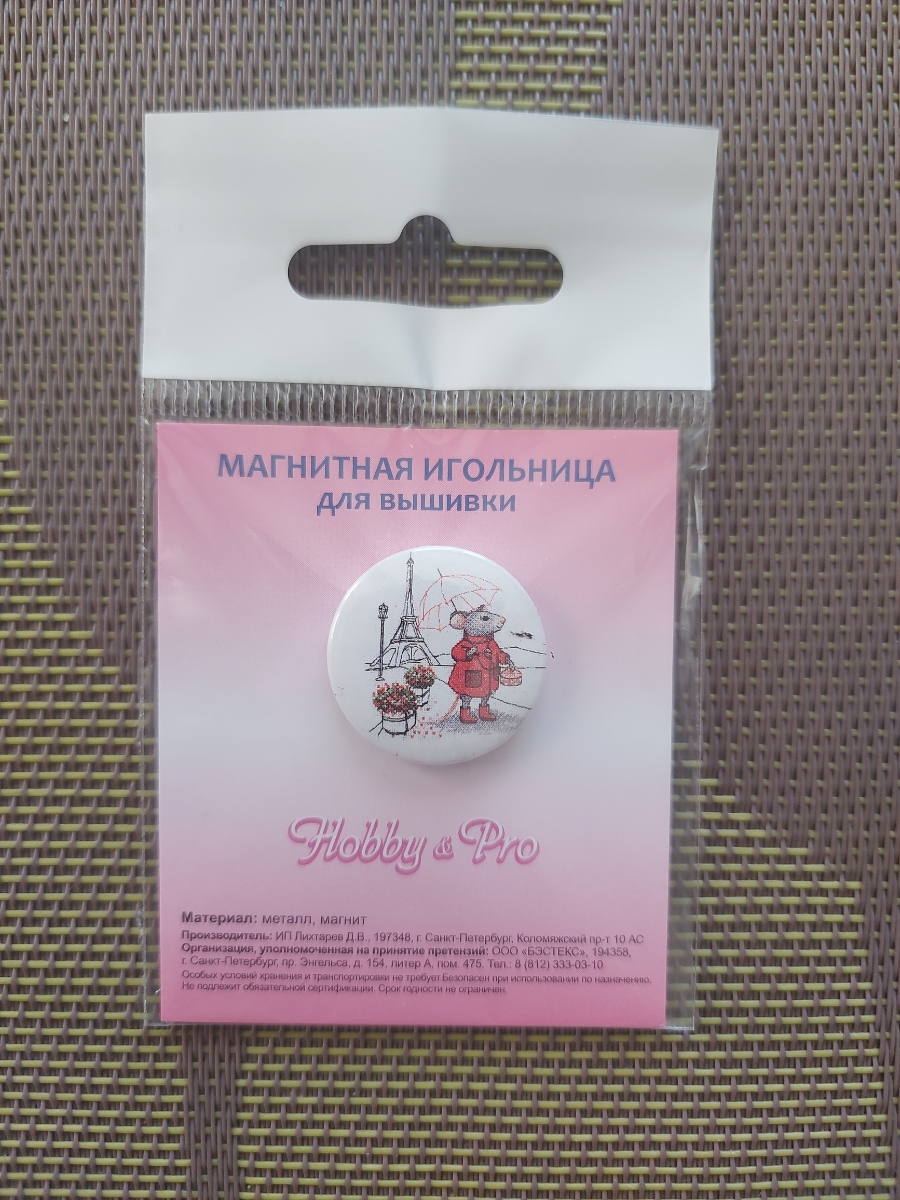 МАГНИТНАЯ ИГОЛЬНИЦА
ДЛЯ ВЫШИВКИ
Hobby & Pro
Материал: металл, магнит
Производитель: ИП Лихтарев Д.В., 197348, г. Санкт-Петербург, Коломяжский пр-т 10 АС
Организация, уполномоченная на принятие претензий: ООО «БЭСТЕКС», 194358,
г. Санкт-Петербург, пр. Энгельса, д. 154, литер А, пом. 475. Тел.: 8 (812) 333-03-10
Особых условий хранения и транспортировки не требует.Безопасен при использовании по назначению.
Не подлежит обязательной сертификации. Срок годности не ограничен.